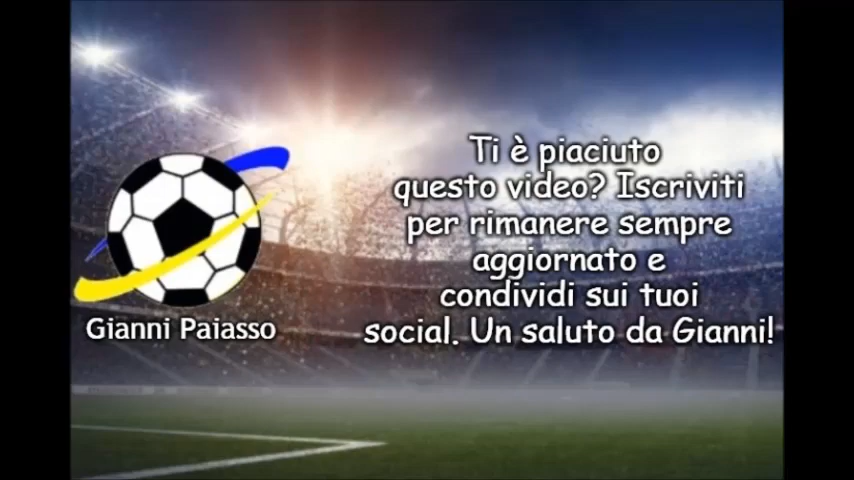 Ti è piaciuto
questo video? Iscriviti
per rimanere sempre
aggiornato e
condividi sui tuoi
social. Un saluto da Gianni!
Gianni Paiasso